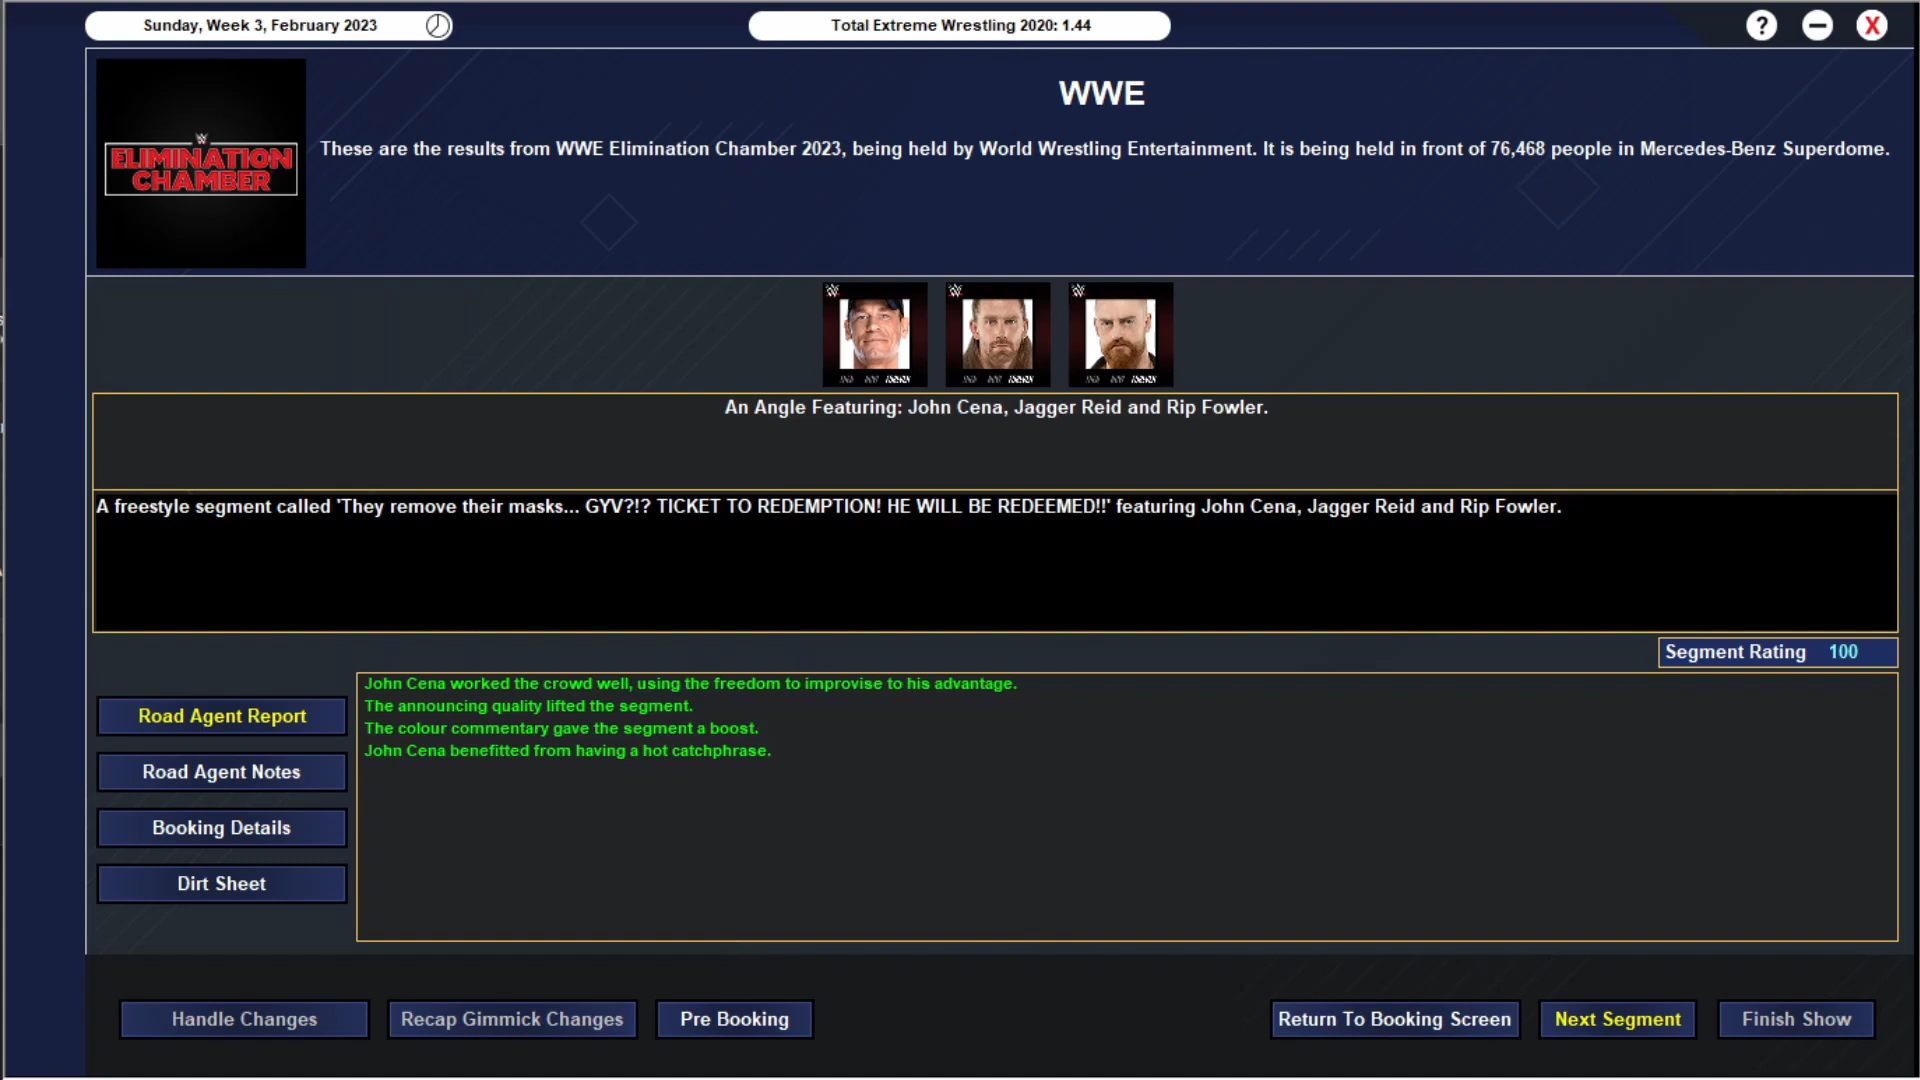 Sunday, Week 3, February 2023
Total Extreme Wrestling 2020: 1.44
?
X
WWE
W
ELIMINATION
CHAMBER
These are the results from WWE Elimination Chamber 2023, being held by World Wrestling Entertainment. It is being held in front of 76,468 people in Mercedes-Benz Superdome.
An Angle Featuring: John Cena, Jagger Reid and Rip Fowler.
A freestyle segment called 'They remove their masks... GYV?!? TICKET TO REDEMPTION! HE WILL BE REDEEMED!!' featuring John Cena, Jagger Reid and Rip Fowler.
Segment Rating 100
John Cena worked the crowd well, using the freedom to improvise to his advantage.
The announcing quality lifted the segment.
The colour commentary gave the segment a boost.
John Cena benefitted from having a hot catchphrase.
Road Agent Report
Road Agent Notes
Booking Details
Dirt Sheet
Handle Changes
Recap Gimmick Changes
Pre Booking
Return To Booking Screen
Next Segment
Finish Show